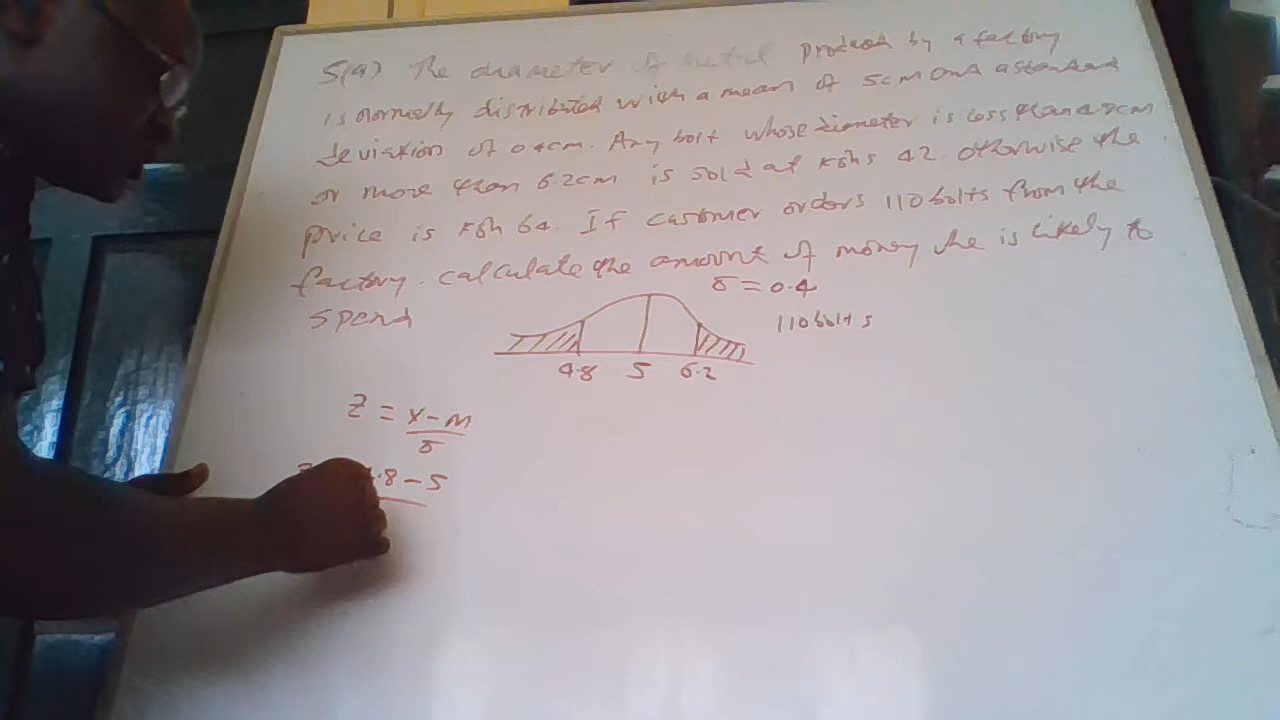 5(a) The diameter of metal produced by a factory
is normally distributed with a mean of 5cm and a standard
deviation of 0.4cm. Any bolt whose diameter is less than 4.8cm
or more than 6.2cm is sold at Kshs 42. otherwise the
price is Ksh 64. If customer orders 110 bolts from the
factory. calculate the amount of money he is likely to
spend
δ = 0.4
110 bolts
4.8 5 6.2
Z = x - m
δ
.8 - 5